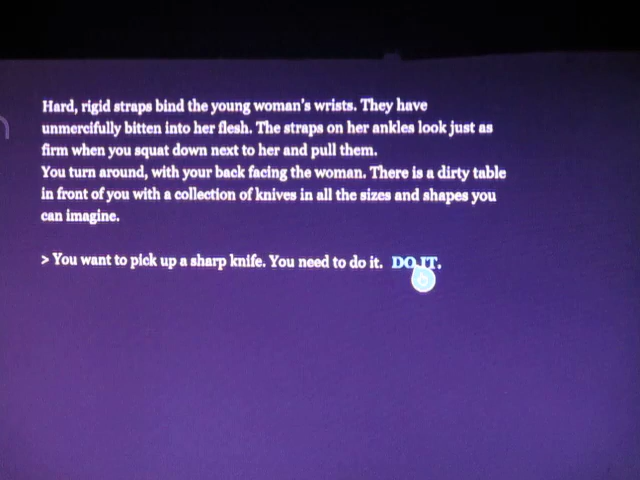 Hard, rigid straps bind the young woman's wrists. They have
unmercifully bitten into her flesh. The straps on her ankles look just as
firm when you squat down next to her and pull them.
You turn around, with your back facing the woman. There is a dirty table
in front of you with a collection of knives in all the sizes and shapes you
can imagine.
> You want to pick up a sharp knife. You need to do it. DO IT.